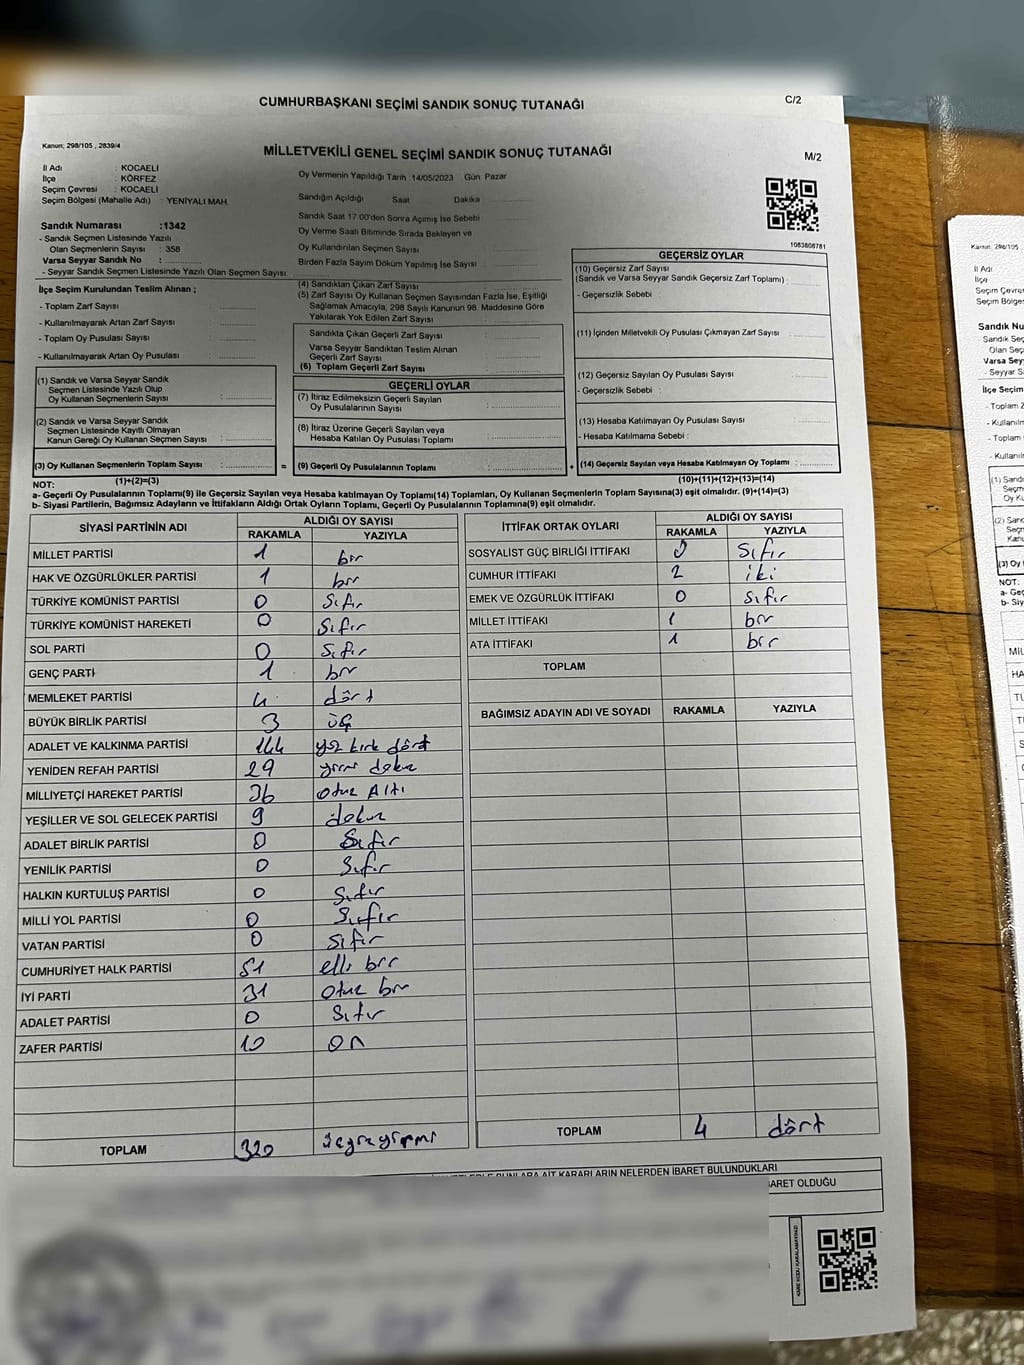 CUMHURBAŞKANI SEÇİMİ SANDIK SONUÇ TUTANAĞI
C/2
Kanun; 298/105 , 2839/4
MİLLETVEKİLİ GENEL SEÇİMİ SANDIK SONUÇ TUTANAĞI
M/2
İl Adı : KOCAELİ
İlçe : KÖRFEZ
Seçim Çevresi : KOCAELİ
Seçim Bölgesi (Mahalle Adı) : YENİYALI MAH.
Oy Vermenin Yapıldığı Tarih :14/05/2023 Gün :Pazar
Sandığın Açıldığı Saat Dakika
Sandık Saat 17.00'den Sonra Açımış İse Sebebi
Oy Verme Saati Bitiminde Sırada Bekleyen ve
Oy Kullandırılan Seçmen Sayısı
Birden Fazla Sayım Döküm Yapılmış İse Sayısı
Sandık Numarası :1342
- Sandık Seçmen Listesinde Yazılı
Olan Seçmenlerin Sayısı : 358
Varsa Seyyar Sandık No :
- Seyyar Sandık Seçmen Listesinde Yazılı Olan Seçmen Sayısı:
1083808781
İlçe Seçim Kurulundan Teslim Alınan ;
- Toplam Zarf Sayısı :
- Kullanılmayarak Artan Zarf Sayısı :
- Toplam Oy Pusulası Sayısı :
- Kullanılmayarak Artan Oy Pusulası :
(4) Sandıktan Çıkan Zarf Sayısı :
(5) Zarf Sayısı Oy Kullanan Seçmen Sayısından Fazla İse, Eşitliği
Sağlamak Amacıyla; 298 Sayılı Kanunun 98. Maddesine Göre
Yakılarak Yok Edilen Zarf Sayısı
Sandıkta Çıkan Geçerli Zarf Sayısı :
Varsa Seyyar Sandıktan Teslim Alınan
Geçerli Zarf Sayısı
(6) Toplam Geçerli Zarf Sayısı :
GEÇERSİZ OYLAR
(10) Geçersiz Zarf Sayısı
(Sandık ve Varsa Seyyar Sandık Geçersiz Zarf Toplamı) :
- Geçersizlik Sebebi :
(11) İçinden Milletvekili Oy Pusulası Çıkmayan Zarf Sayısı :
(12) Geçersiz Sayılan Oy Pusulası Sayısı :
- Geçersizlik Sebebi :
(13) Hesaba Katılmayan Oy Pusulası Sayısı :
- Hesaba Katılmama Sebebi :
(14) Geçersiz Sayılan veya Hesaba Katılmayan Oy Toplamı :
(10)+(11)+(12)+(13)=(14)
(1) Sandık ve Varsa Seyyar Sandık
Seçmen Listesinde Yazılı Olup
Oy Kullanan Seçmenlerin Sayısı :
(2) Sandık ve Varsa Seyyar Sandık
Seçmen Listesinde Kayıtlı Olmayan
Kanun Gereği Oy Kullanan Seçmen Sayısı :
(3) Oy Kullanan Seçmenlerin Toplam Sayısı :
(1)+(2)=(3)
GEÇERLİ OYLAR
(7) İtiraz Edilmeksizin Geçerli Sayılan
Oy Pusulalarının Sayısı :
(8) İtiraz Üzerine Geçerli Sayılan veya
Hesaba Katılan Oy Pusulası Toplamı :
= (9) Geçerli Oy Pusulalarının Toplamı : +
NOT:
a- Geçerli Oy Pusulalarının Toplamı(9) ile Geçersiz Sayılan veya Hesaba katılmayan Oy Toplamı(14) Toplamları, Oy Kullanan Seçmenlerin Toplam Sayısına(3) eşit olmalıdır. (9)+(14)=(3)
b- Siyasi Partilerin, Bağımsız Adayların ve İttifakların Aldığı Ortak Oyların Toplamı, Geçerli Oy Pusulalarının Toplamına(9) eşit olmalıdır.
SİYASİ PARTİNİN ADI ALDIĞI OY SAYISI
RAKAMLA YAZIYLA
MİLLET PARTİSİ 1 bir
HAK VE ÖZGÜRLÜKLER PARTİSİ 1 bir
TÜRKİYE KOMÜNİST PARTİSİ 0 Sıfır
TÜRKİYE KOMÜNİST HAREKETİ 0 Sıfır
SOL PARTİ 0 Sıfır
GENÇ PARTİ 1 bir
MEMLEKET PARTİSİ 4 dört
BÜYÜK BİRLİK PARTİSİ 3 üç
ADALET VE KALKINMA PARTİSİ 144 yüz kırk dört
YENİDEN REFAH PARTİSİ 29 yirmi dokuz
MİLLİYETÇİ HAREKET PARTİSİ 36 otuz Altı
YEŞİLLER VE SOL GELECEK PARTİSİ 9 dokuz
ADALET BİRLİK PARTİSİ 0 Sıfır
YENİLİK PARTİSİ 0 Sıfır
HALKIN KURTULUŞ PARTİSİ 0 Sıfır
MİLLİ YOL PARTİSİ 0 Sıfır
VATAN PARTİSİ 0 Sıfır
CUMHURİYET HALK PARTİSİ 51 elli bir
İYİ PARTİ 31 otuz bir
ADALET PARTİSİ 0 Sıfır
ZAFER PARTİSİ 10 on
TOPLAM 320 üçyüzyirmi
İTTİFAK ORTAK OYLARI ALDIĞI OY SAYISI
RAKAMLA YAZIYLA
SOSYALİST GÜÇ BİRLİĞİ İTTİFAKI 0 Sıfır
CUMHUR İTTİFAKI 2 iki
EMEK VE ÖZGÜRLÜK İTTİFAKI 0 Sıfır
MİLLET İTTİFAKI 1 bir
ATA İTTİFAKI 1 bir
TOPLAM
BAĞIMSIZ ADAYIN ADI VE SOYADI RAKAMLA YAZIYLA
TOPLAM 4 dört
BUNLARA AİT KARARLARIN NELERDEN İBARET BULUNDUKLARI
BARET OLDUĞU